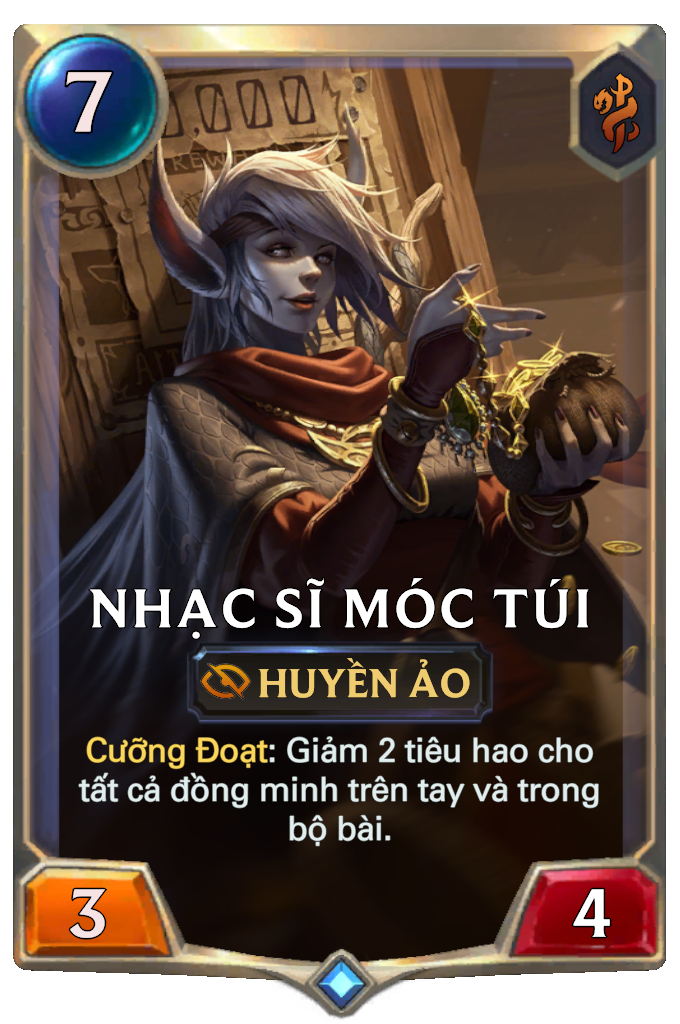 7
,000
NHẠC SĨ MÓC TÚI
HUYỀN ẢO
Cưỡng Đoạt: Giảm 2 tiêu hao cho
tất cả đồng minh trên tay và trong
bộ bài.
3
4